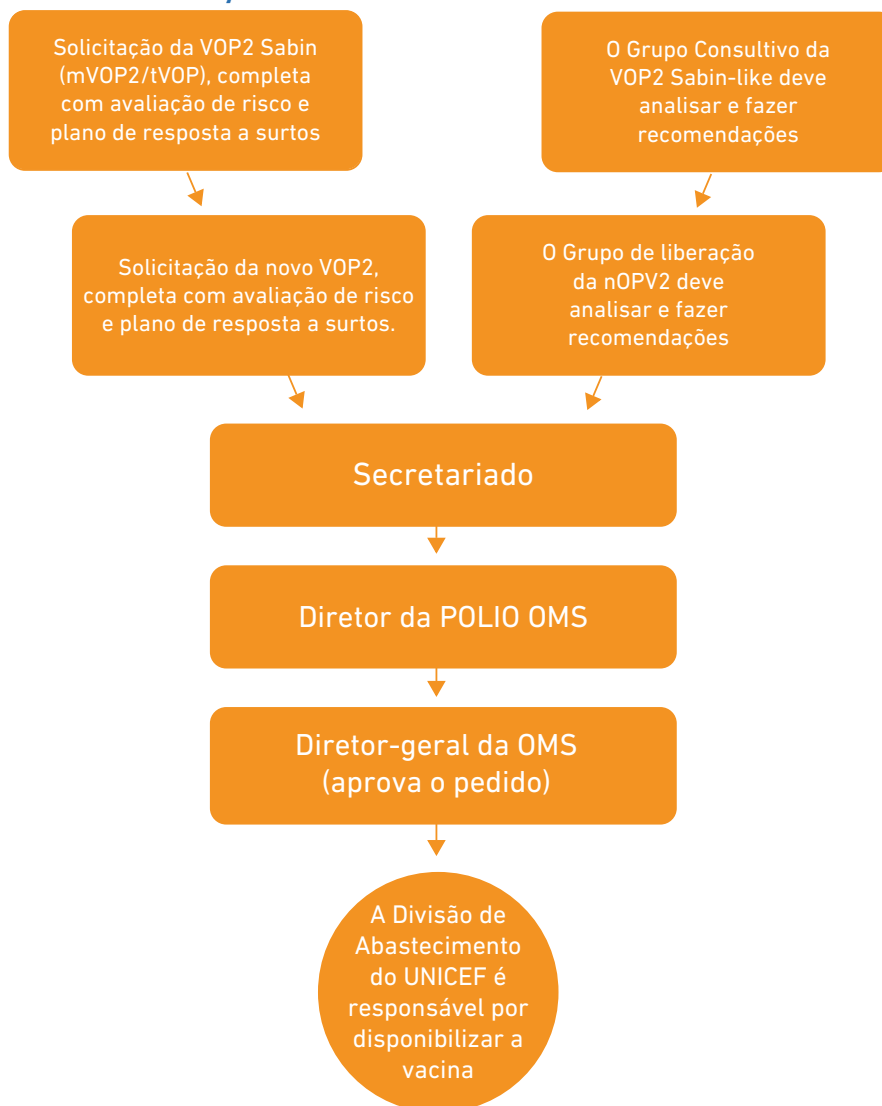 Solicitação da VOP2 Sabin
(mVOP2/tVOP), completa
com avaliação de risco e
plano de resposta a surtos
O Grupo Consultivo da
VOP2 Sabin-like deve
analisar e fazer
recomendações
Solicitação da novo VOP2,
completa com avaliação de risco
e plano de resposta a surtos.
O Grupo de liberação
da nOPV2 deve
analisar e fazer
recomendações
Secretariado
Diretor da POLIO OMS
Diretor-geral da OMS
(aprova o pedido)
A Divisão de
Abastecimento
do UNICEF é
responsável por
disponibilizar a
vacina